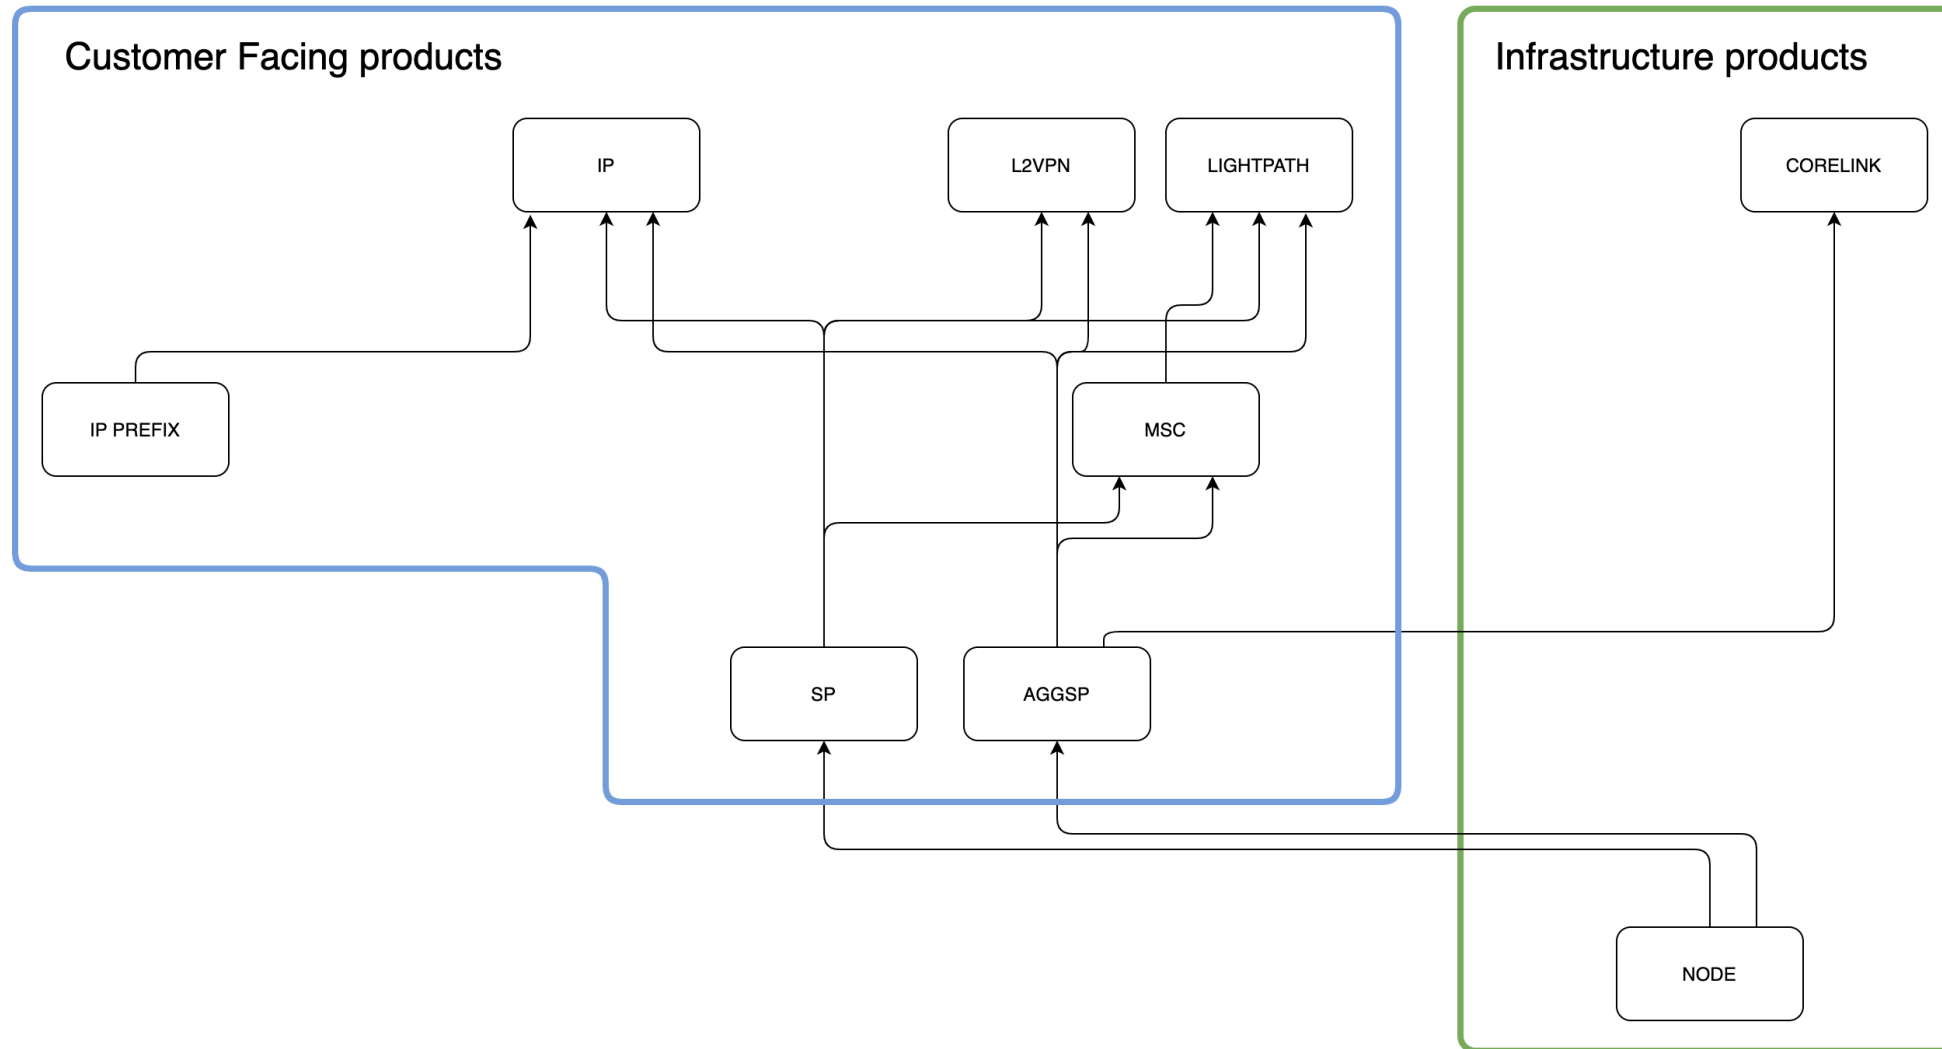 Customer Facing products
Infrastructure products
IP
L2VPN
LIGHTPATH
CORELINK
IP PREFIX
MSC
SP
AGGSP
NODE